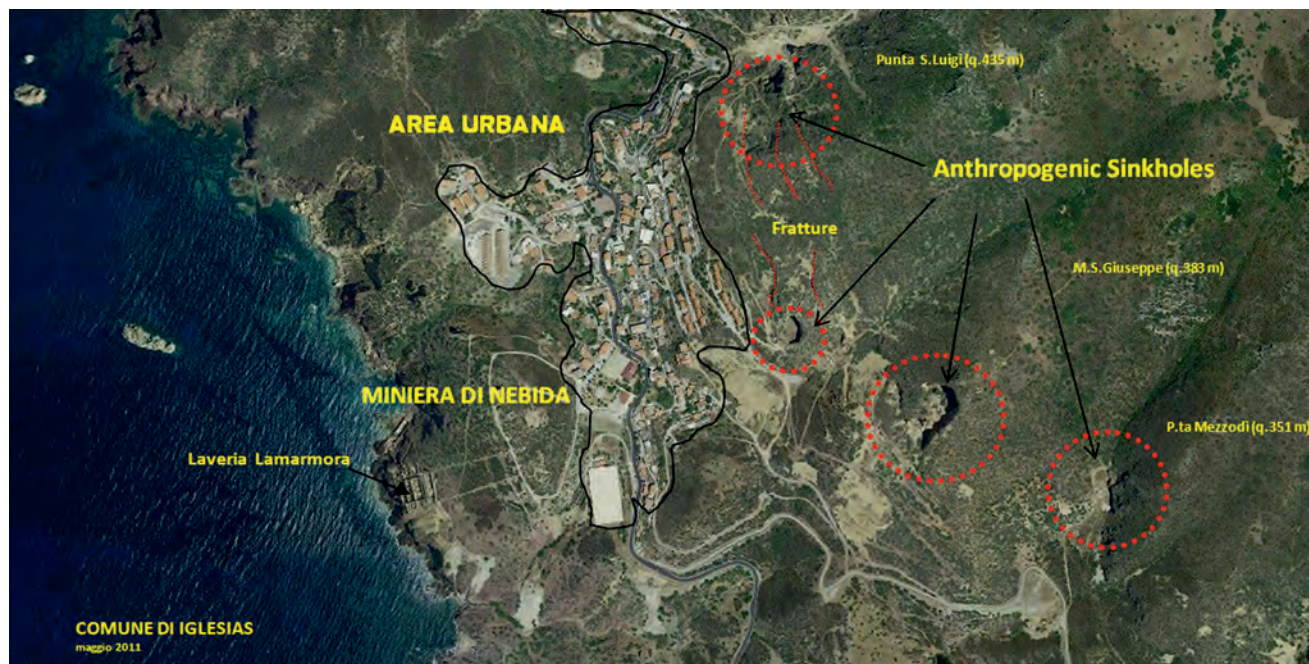 Punta S.Luigi (q.435 m)
AREA URBANA
Anthropogenic Sinkholes
Fratture
M.S.Giuseppe (q.383 m)
MINIERA DI NEBIDA
P.ta Mezzodì (q.351 m)
Laveria Lamarmora
COMUNE DI IGLESIAS
maggio 2011